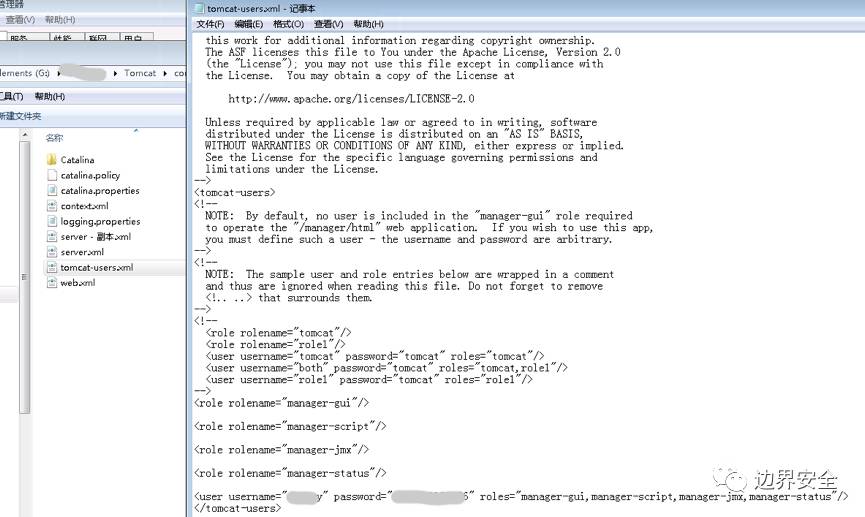 管理器
查看(V) 帮助(H)
服务 性能 联网 用户
lements (G:) Tomcat
工具(T) 帮助(H)
新建文件夹
名称
Catalina
catalina.policy
catalina.properties
context.xml
logging.properties
server - 副本.xml
server.xml
tomcat-users.xml
web.xml
tomcat-users.xml - 记事本
文件(F) 编辑(E) 格式(O) 查看(V) 帮助(H)
this work for additional information regarding copyright ownership.
The ASF licenses this file to You under the Apache License, Version 2.0
(the "License"); you may not use this file except in compliance with
the License.  You may obtain a copy of the License at
http://www.apache.org/licenses/LICENSE-2.0
Unless required by applicable law or agreed to in writing, software
distributed under the License is distributed on an "AS IS" BASIS,
WITHOUT WARRANTIES OR CONDITIONS OF ANY KIND, either express or implied.
See the License for the specific language governing permissions and
limitations under the License.
-->
<tomcat-users>
<!--
NOTE:  By default, no user is included in the "manager-gui" role required
to operate the "/manager/html" web application.  If you wish to use this app,
you must define such a user - the username and password are arbitrary.
-->
<!--
NOTE:  The sample user and role entries below are wrapped in a comment
and thus are ignored when reading this file. Do not forget to remove
<!.. ..> that surrounds them.
-->
<!--
<role rolename="tomcat"/>
<role rolename="role1"/>
<user username="tomcat" password="tomcat" roles="tomcat"/>
<user username="both" password="tomcat" roles="tomcat,role1"/>
<user username="role1" password="tomcat" roles="role1"/>
-->
<role rolename="manager-gui"/>
<role rolename="manager-script"/>
<role rolename="manager-jmx"/>
<role rolename="manager-status"/>
<user username=" y" password=" 6" roles="manager-gui,manager-script,manager-jmx,manager-status"/>
</tomcat-users>
边界安全